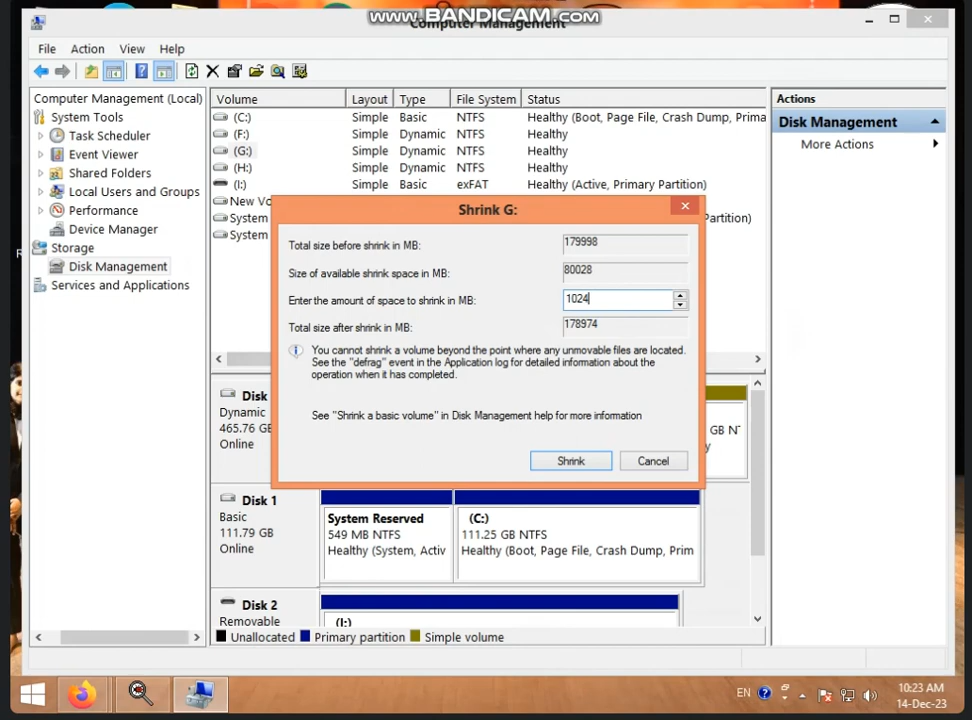 www.BANDICAM.com
Computer Management
File Action View Help
Computer Management (Local)
System Tools
Task Scheduler
Event Viewer
Shared Folders
Local Users and Groups
Performance
Device Manager
Storage
Disk Management
Services and Applications
Volume Layout Type File System Status
(C:) Simple Basic NTFS Healthy (Boot, Page File, Crash Dump, Prima
(F:) Simple Dynamic NTFS Healthy
(G:) Simple Dynamic NTFS Healthy
(H:) Simple Dynamic NTFS Healthy
(I:) Simple Basic exFAT Healthy (Active, Primary Partition)
New Vo
System
Partition)
System
Actions
Disk Management
More Actions
Shrink G:
Total size before shrink in MB: 179998
Size of available shrink space in MB: 80028
Enter the amount of space to shrink in MB: 1024
Total size after shrink in MB: 178974
You cannot shrink a volume beyond the point where any unmovable files are located.
See the "defrag" event in the Application log for detailed information about the
operation when it has completed.
See "Shrink a basic volume" in Disk Management help for more information
Shrink Cancel
Disk
Dynamic
465.76 GB
Online
GB NT
Disk 1
Basic
111.79 GB
Online
System Reserved
549 MB NTFS
Healthy (System, Activ
(C:)
111.25 GB NTFS
Healthy (Boot, Page File, Crash Dump, Prim
Disk 2
Removable
(I:)
Unallocated Primary partition Simple volume
EN
10:23 AM
14-Dec-23